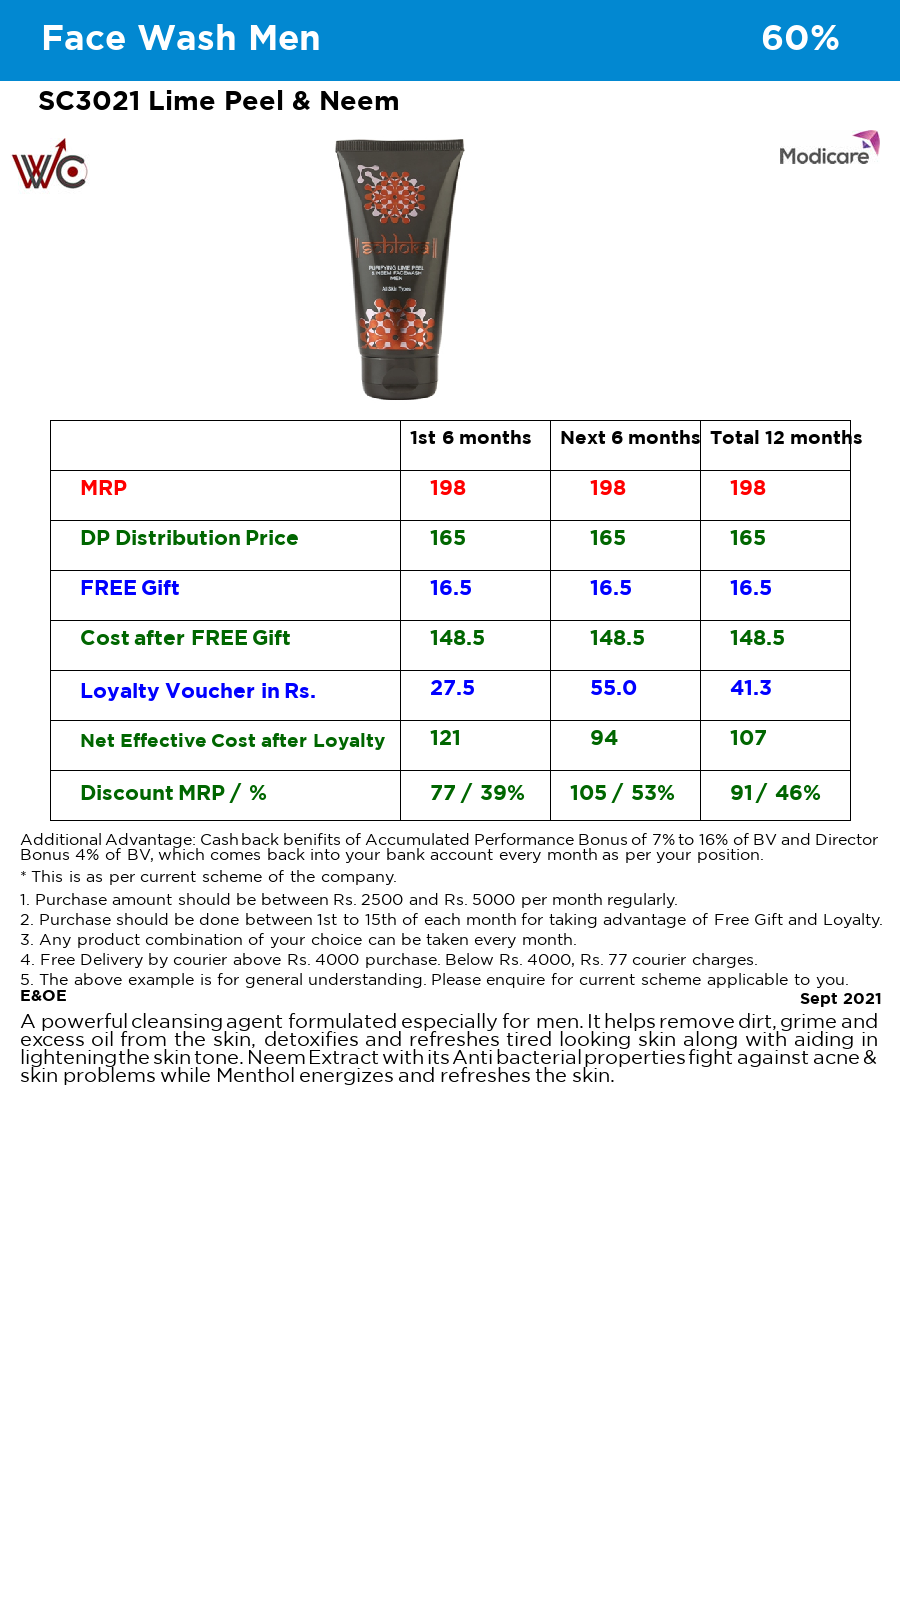 Face Wash Men 60%
SC3021 Lime Peel & Neem
WC
Modicare
schloka
PURIFYING LIME PEEL
& NEEM FACEWASH
MEN
All Skin Types
1st 6 months Next 6 months Total 12 months
MRP 198 198 198
DP Distribution Price 165 165 165
FREE Gift 16.5 16.5 16.5
Cost after FREE Gift 148.5 148.5 148.5
Loyalty Voucher in Rs. 27.5 55.0 41.3
Net Effective Cost after Loyalty 121 94 107
Discount MRP / % 77 / 39% 105 / 53% 91 / 46%
Additional Advantage: Cash back benifits of Accumulated Performance Bonus of 7% to 16% of BV and Director
Bonus 4% of BV, which comes back into your bank account every month as per your position.
* This is as per current scheme of the company.
1. Purchase amount should be between Rs. 2500 and Rs. 5000 per month regularly.
2. Purchase should be done between 1st to 15th of each month for taking advantage of Free Gift and Loyalty.
3. Any product combination of your choice can be taken every month.
4. Free Delivery by courier above Rs. 4000 purchase. Below Rs. 4000, Rs. 77 courier charges.
5. The above example is for general understanding. Please enquire for current scheme applicable to you.
E&OE Sept 2021
A powerful cleansing agent formulated especially for men. It helps remove dirt, grime and
excess oil from the skin, detoxifies and refreshes tired looking skin along with aiding in
lightening the skin tone. Neem Extract with its Anti bacterial properties fight against acne &
skin problems while Menthol energizes and refreshes the skin.